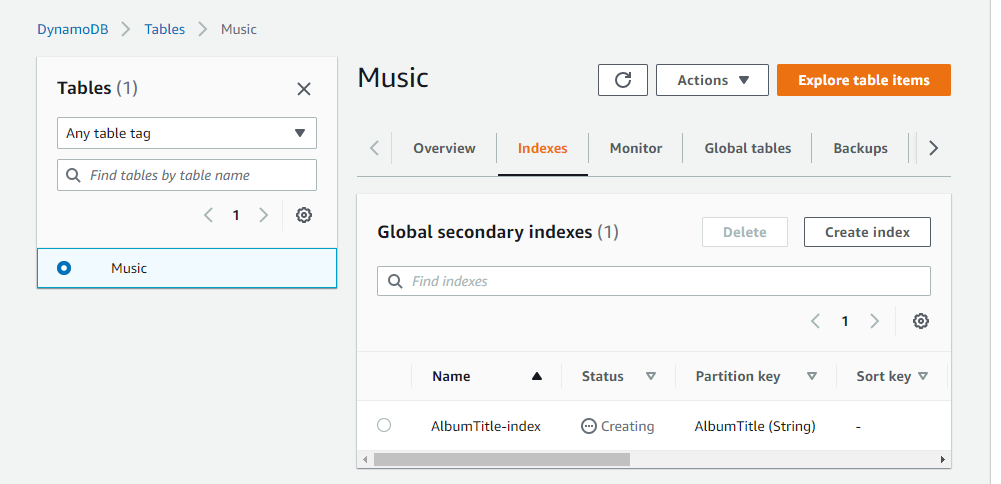 DynamoDB Tables Music
Tables (1)
Any table tag
Find tables by table name
1
Music
Music
Actions
Explore table items
Overview Indexes Monitor Global tables Backups
Global secondary indexes (1)
Delete
Create index
Find indexes
1
Name Status Partition key Sort key
AlbumTitle-index Creating AlbumTitle (String) -